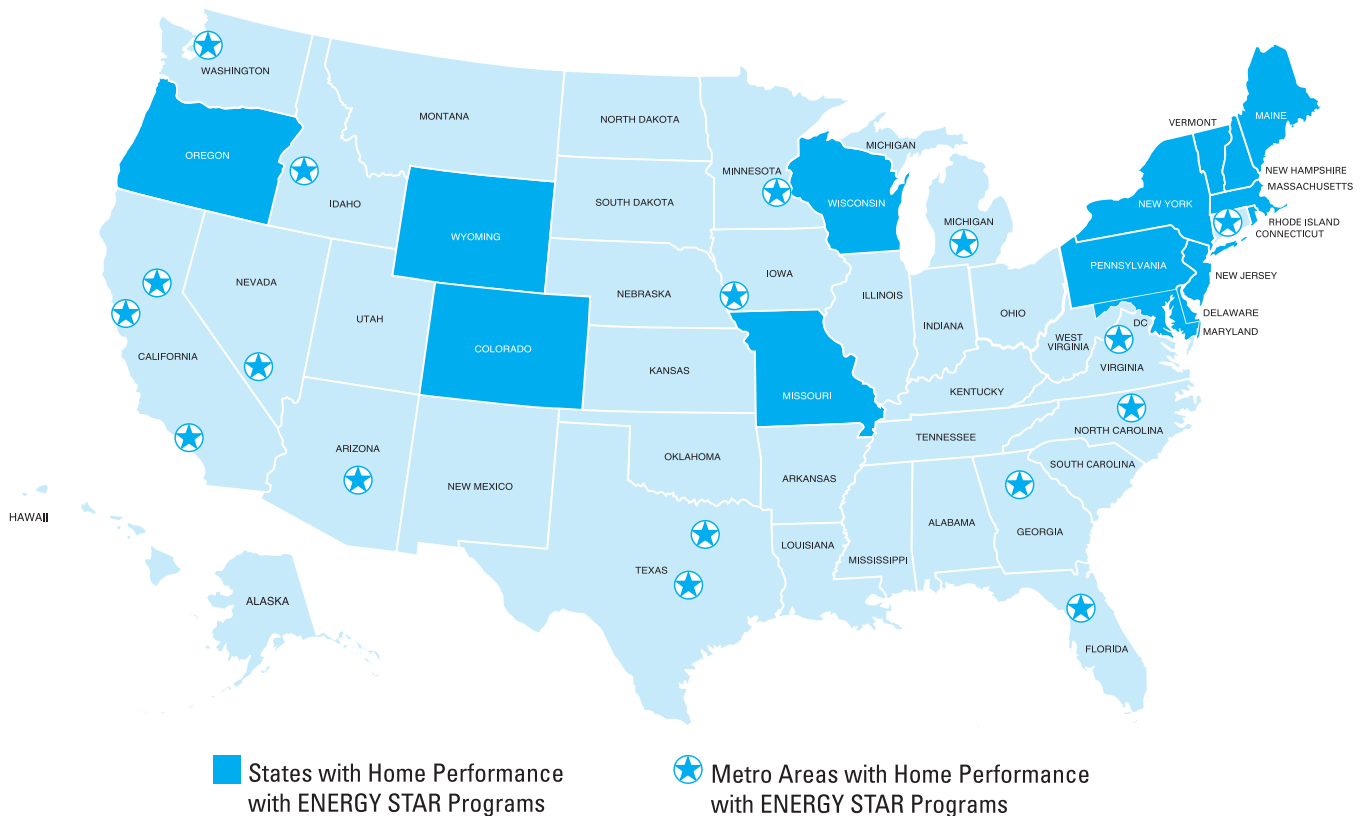 WASHINGTON
OREGON
MONTANA
IDAHO
WYOMING
NORTH DAKOTA
SOUTH DAKOTA
MINNESOTA
WISCONSIN
MICHIGAN
MICHIGAN
VERMONT
MAINE
NEW HAMPSHIRE
MASSACHUSETTS
NEW YORK
RHODE ISLAND
CONNECTICUT
PENNSYLVANIA
NEW JERSEY
DELAWARE
MARYLAND
DC
NEVADA
UTAH
COLORADO
NEBRASKA
IOWA
ILLINOIS
INDIANA
OHIO
WEST
VIRGINIA
VIRGINIA
CALIFORNIA
KANSAS
MISSOURI
KENTUCKY
NORTH CAROLINA
TENNESSEE
SOUTH CAROLINA
ARIZONA
NEW MEXICO
OKLAHOMA
ARKANSAS
TEXAS
LOUISIANA
MISSISSIPPI
ALABAMA
GEORGIA
FLORIDA
HAWAII
ALASKA
States with Home Performance
with ENERGY STAR Programs
Metro Areas with Home Performance
with ENERGY STAR Programs